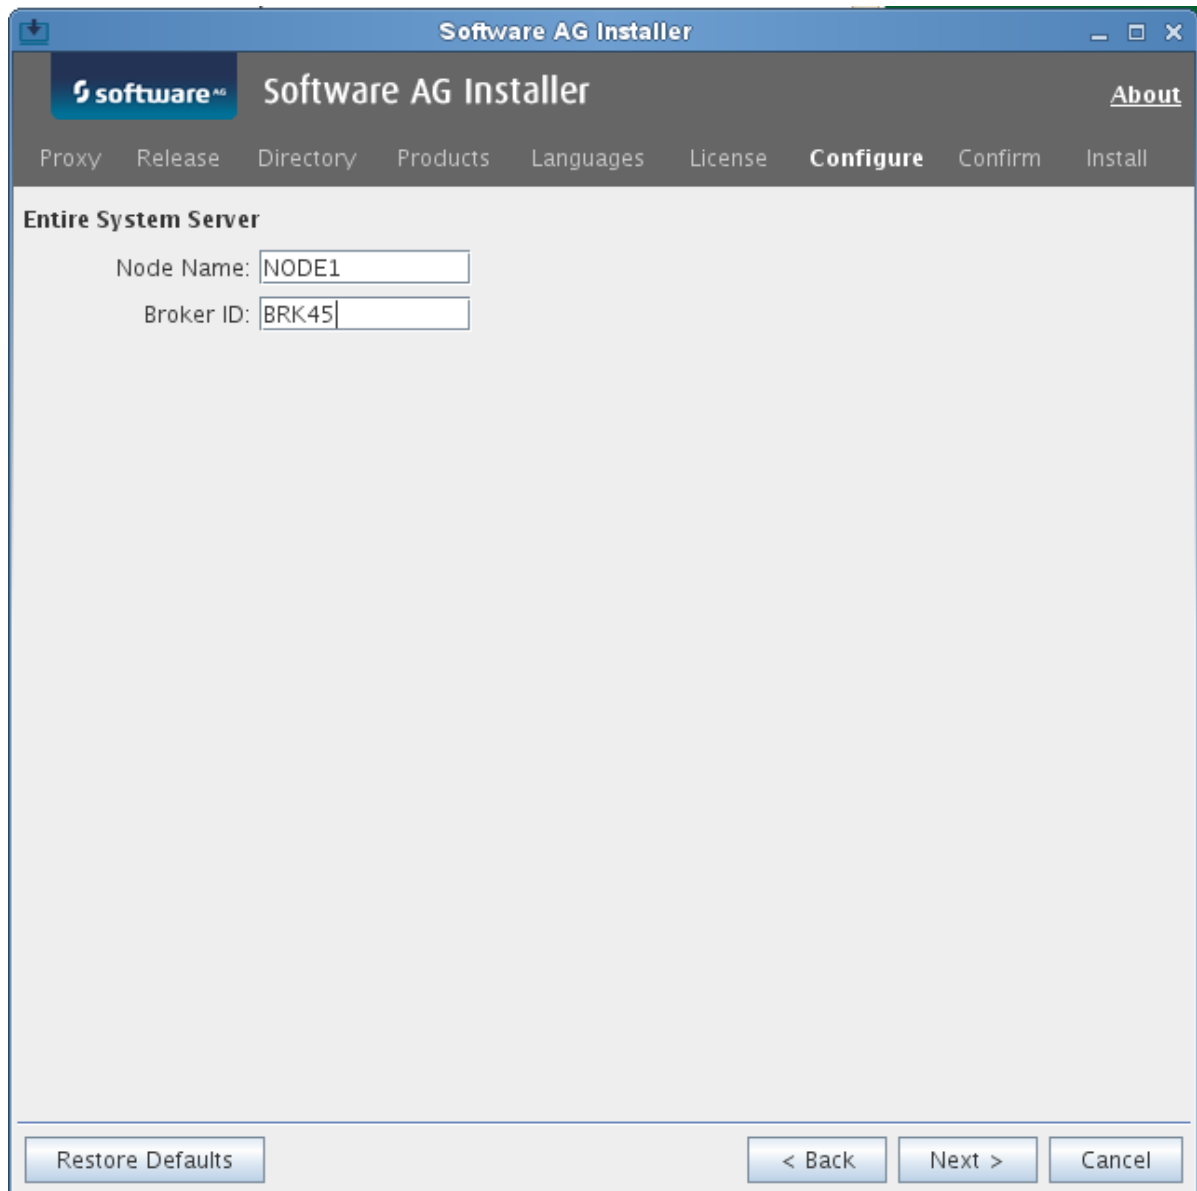 Software AG Installer
software AG Software AG Installer About
Proxy Release Directory Products Languages License Configure Confirm Install
Entire System Server
Node Name: NODE1
Broker ID: BRK45
Restore Defaults < Back Next > Cancel